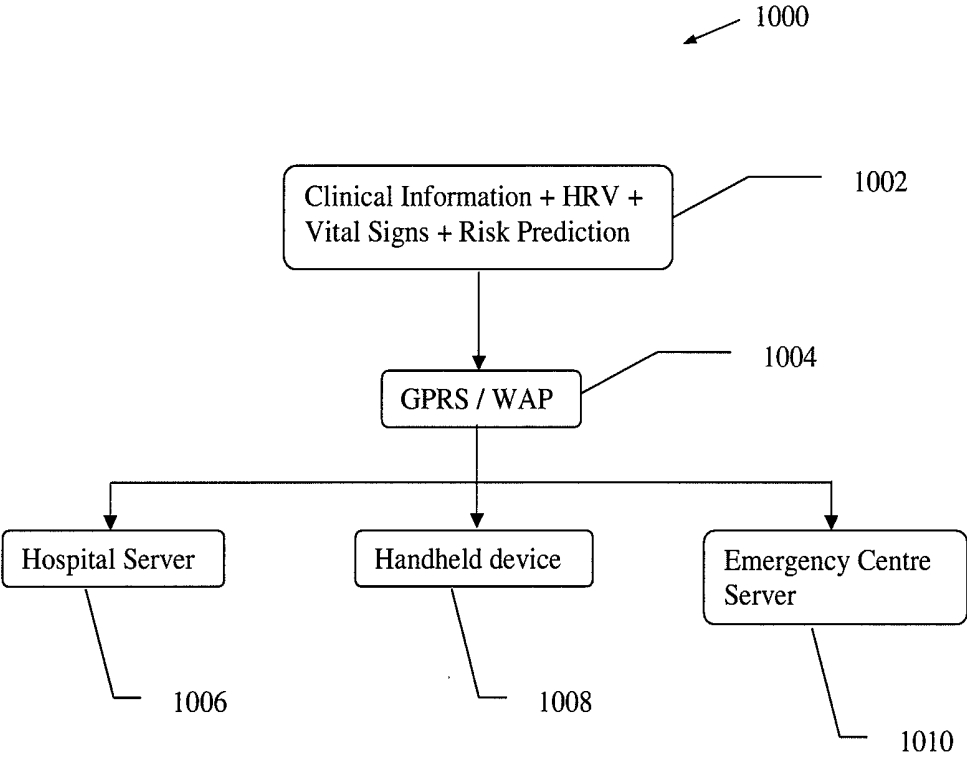 1000
Clinical Information + HRV +
Vital Signs + Risk Prediction
1002
GPRS / WAP
1004
Hospital Server
Handheld device
Emergency Centre
Server
1006
1008
1010